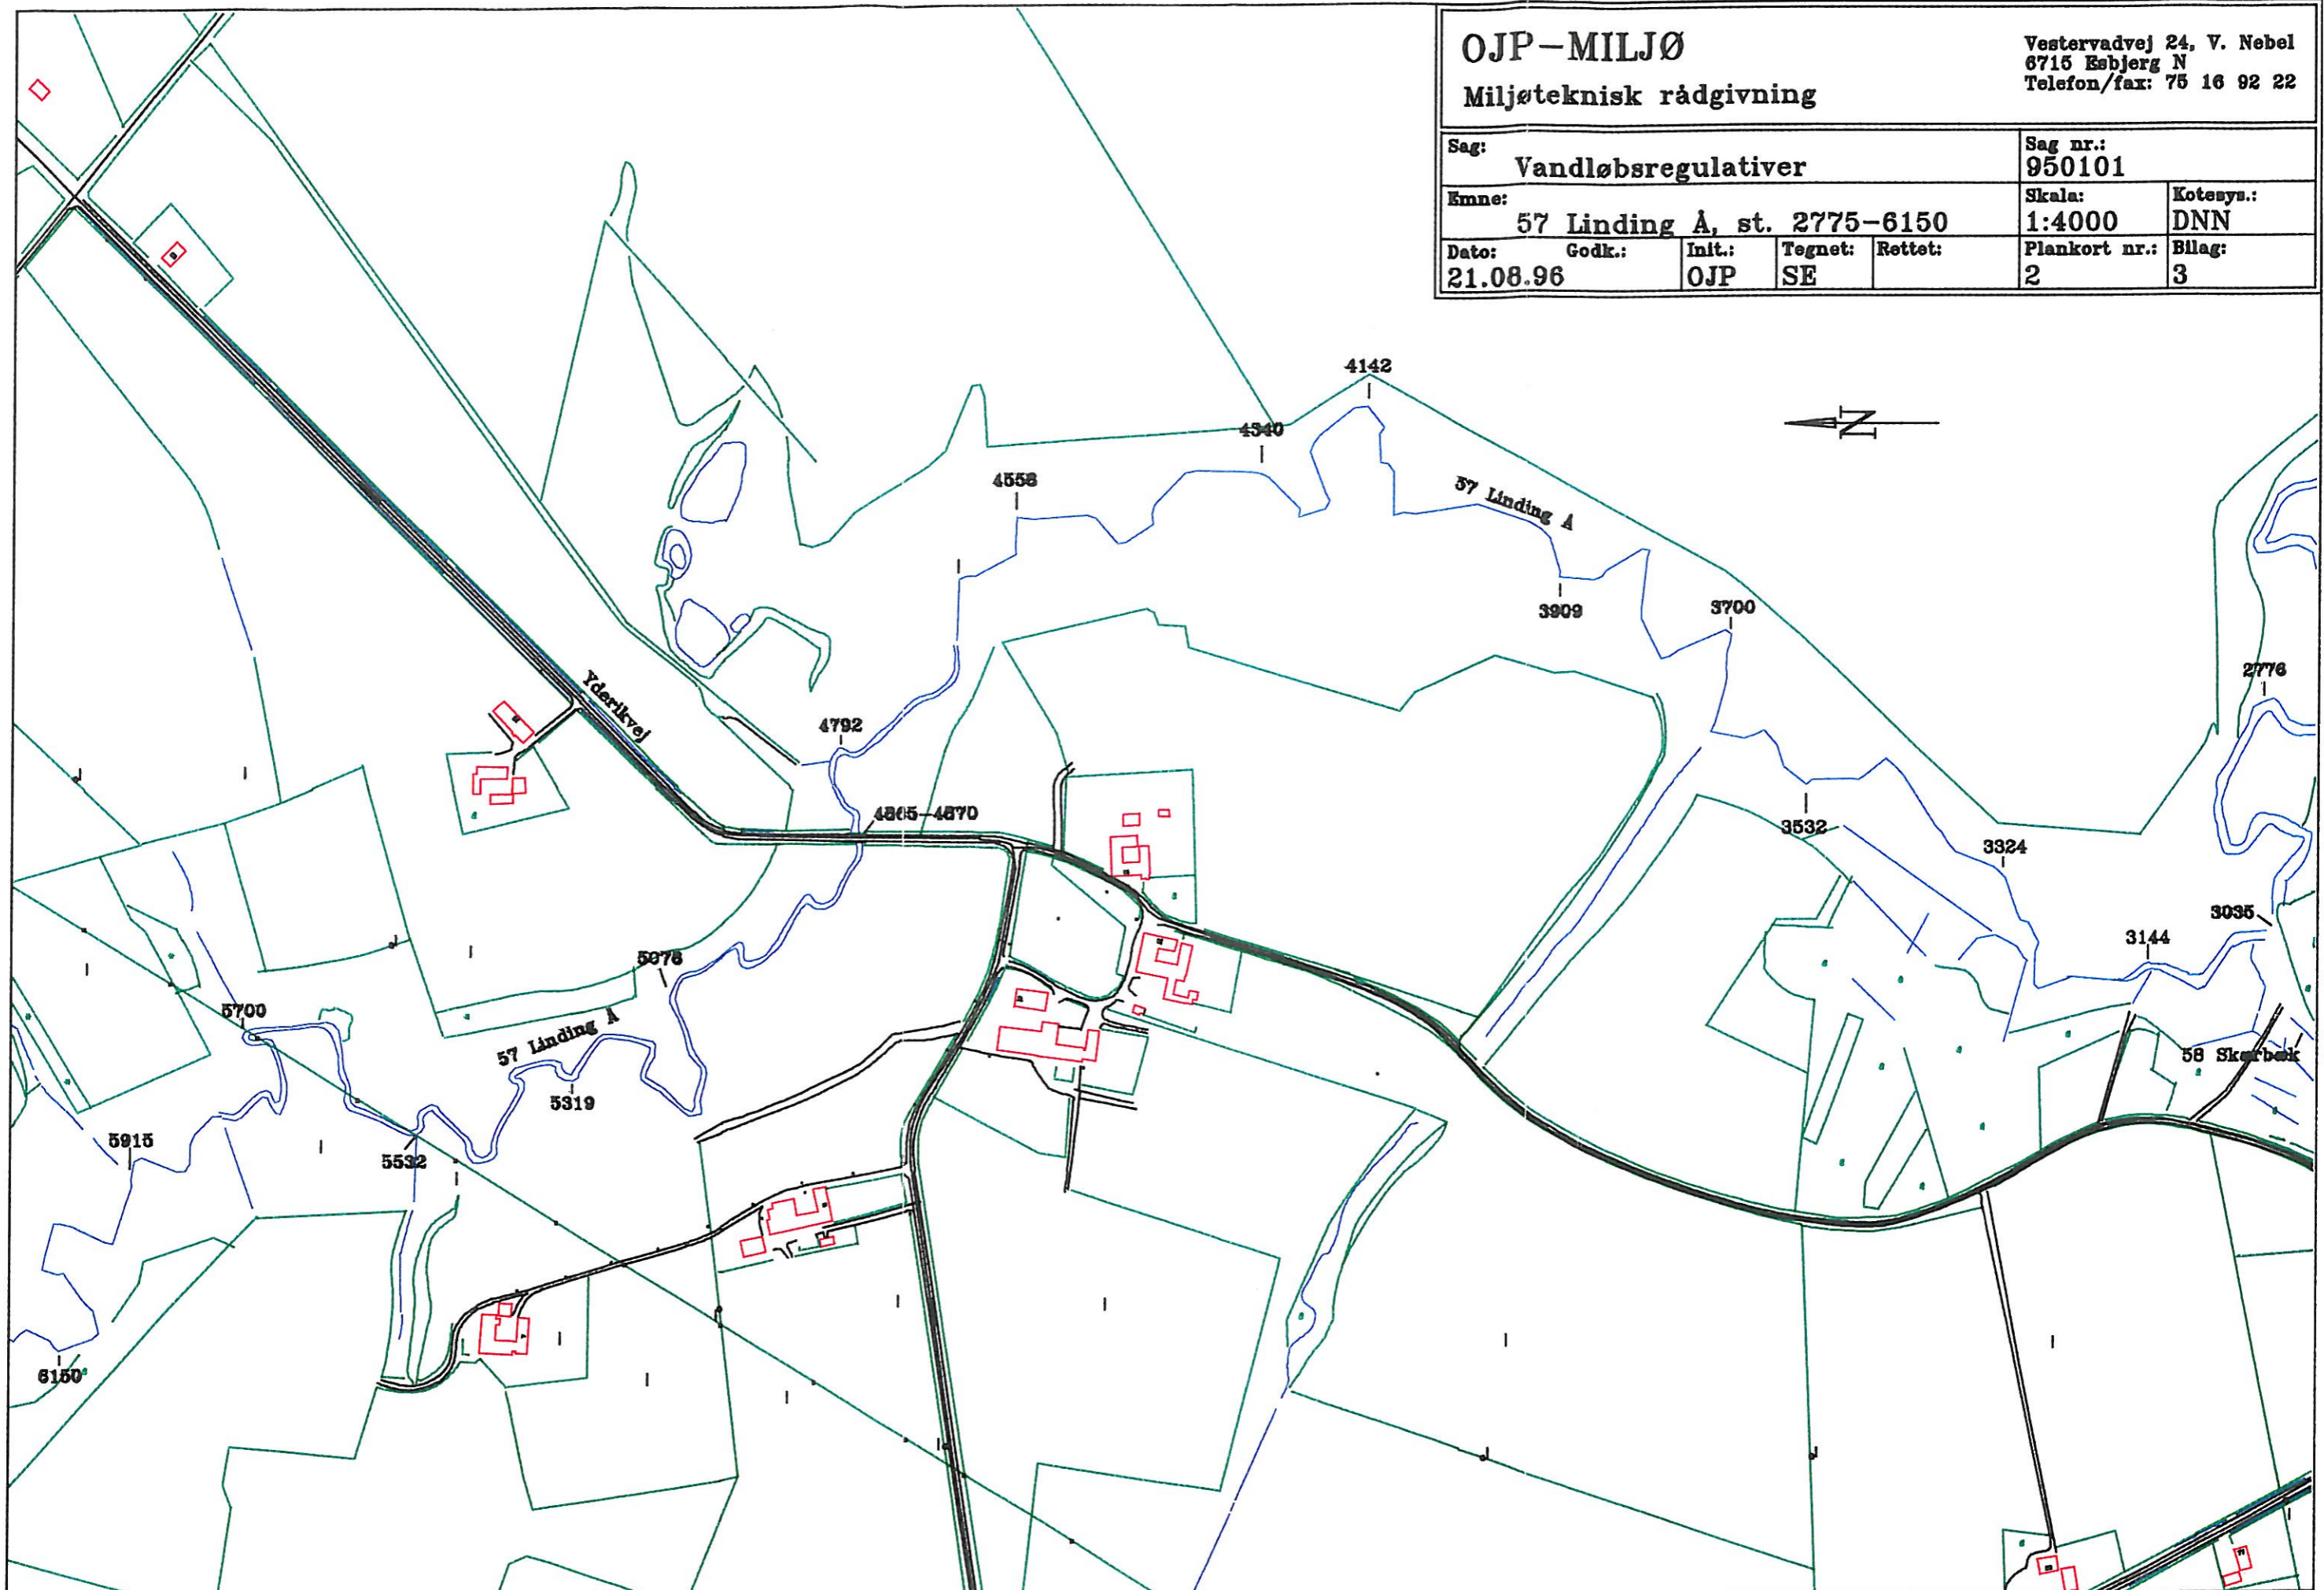 OJP-MILJØ
Miljøteknisk rådgivning
Vestervadvej 24, V. Nebel
6715 Esbjerg N
Telefon/fax: 75 16 92 22
Sag:
Vandløbsregulativer
Sag nr.:
950101
Emne:
57 Linding Å, st. 2775-6150
Skala:
1:4000
Kotesys.:
DNN
Dato:
21.08.96
Godk.:
Init.:
OJP
Tegnet:
SE
Rettet:
Plankort nr.:
2
Bilag:
3
4142
N
4340
4558
57 Linding Å
3909
3700
2776
Yderikvej
4792
4865-4870
3532
3324
3035
3144
5076
5700
57 Linding Å
58 Skærbæk
5319
5915
5532
6150